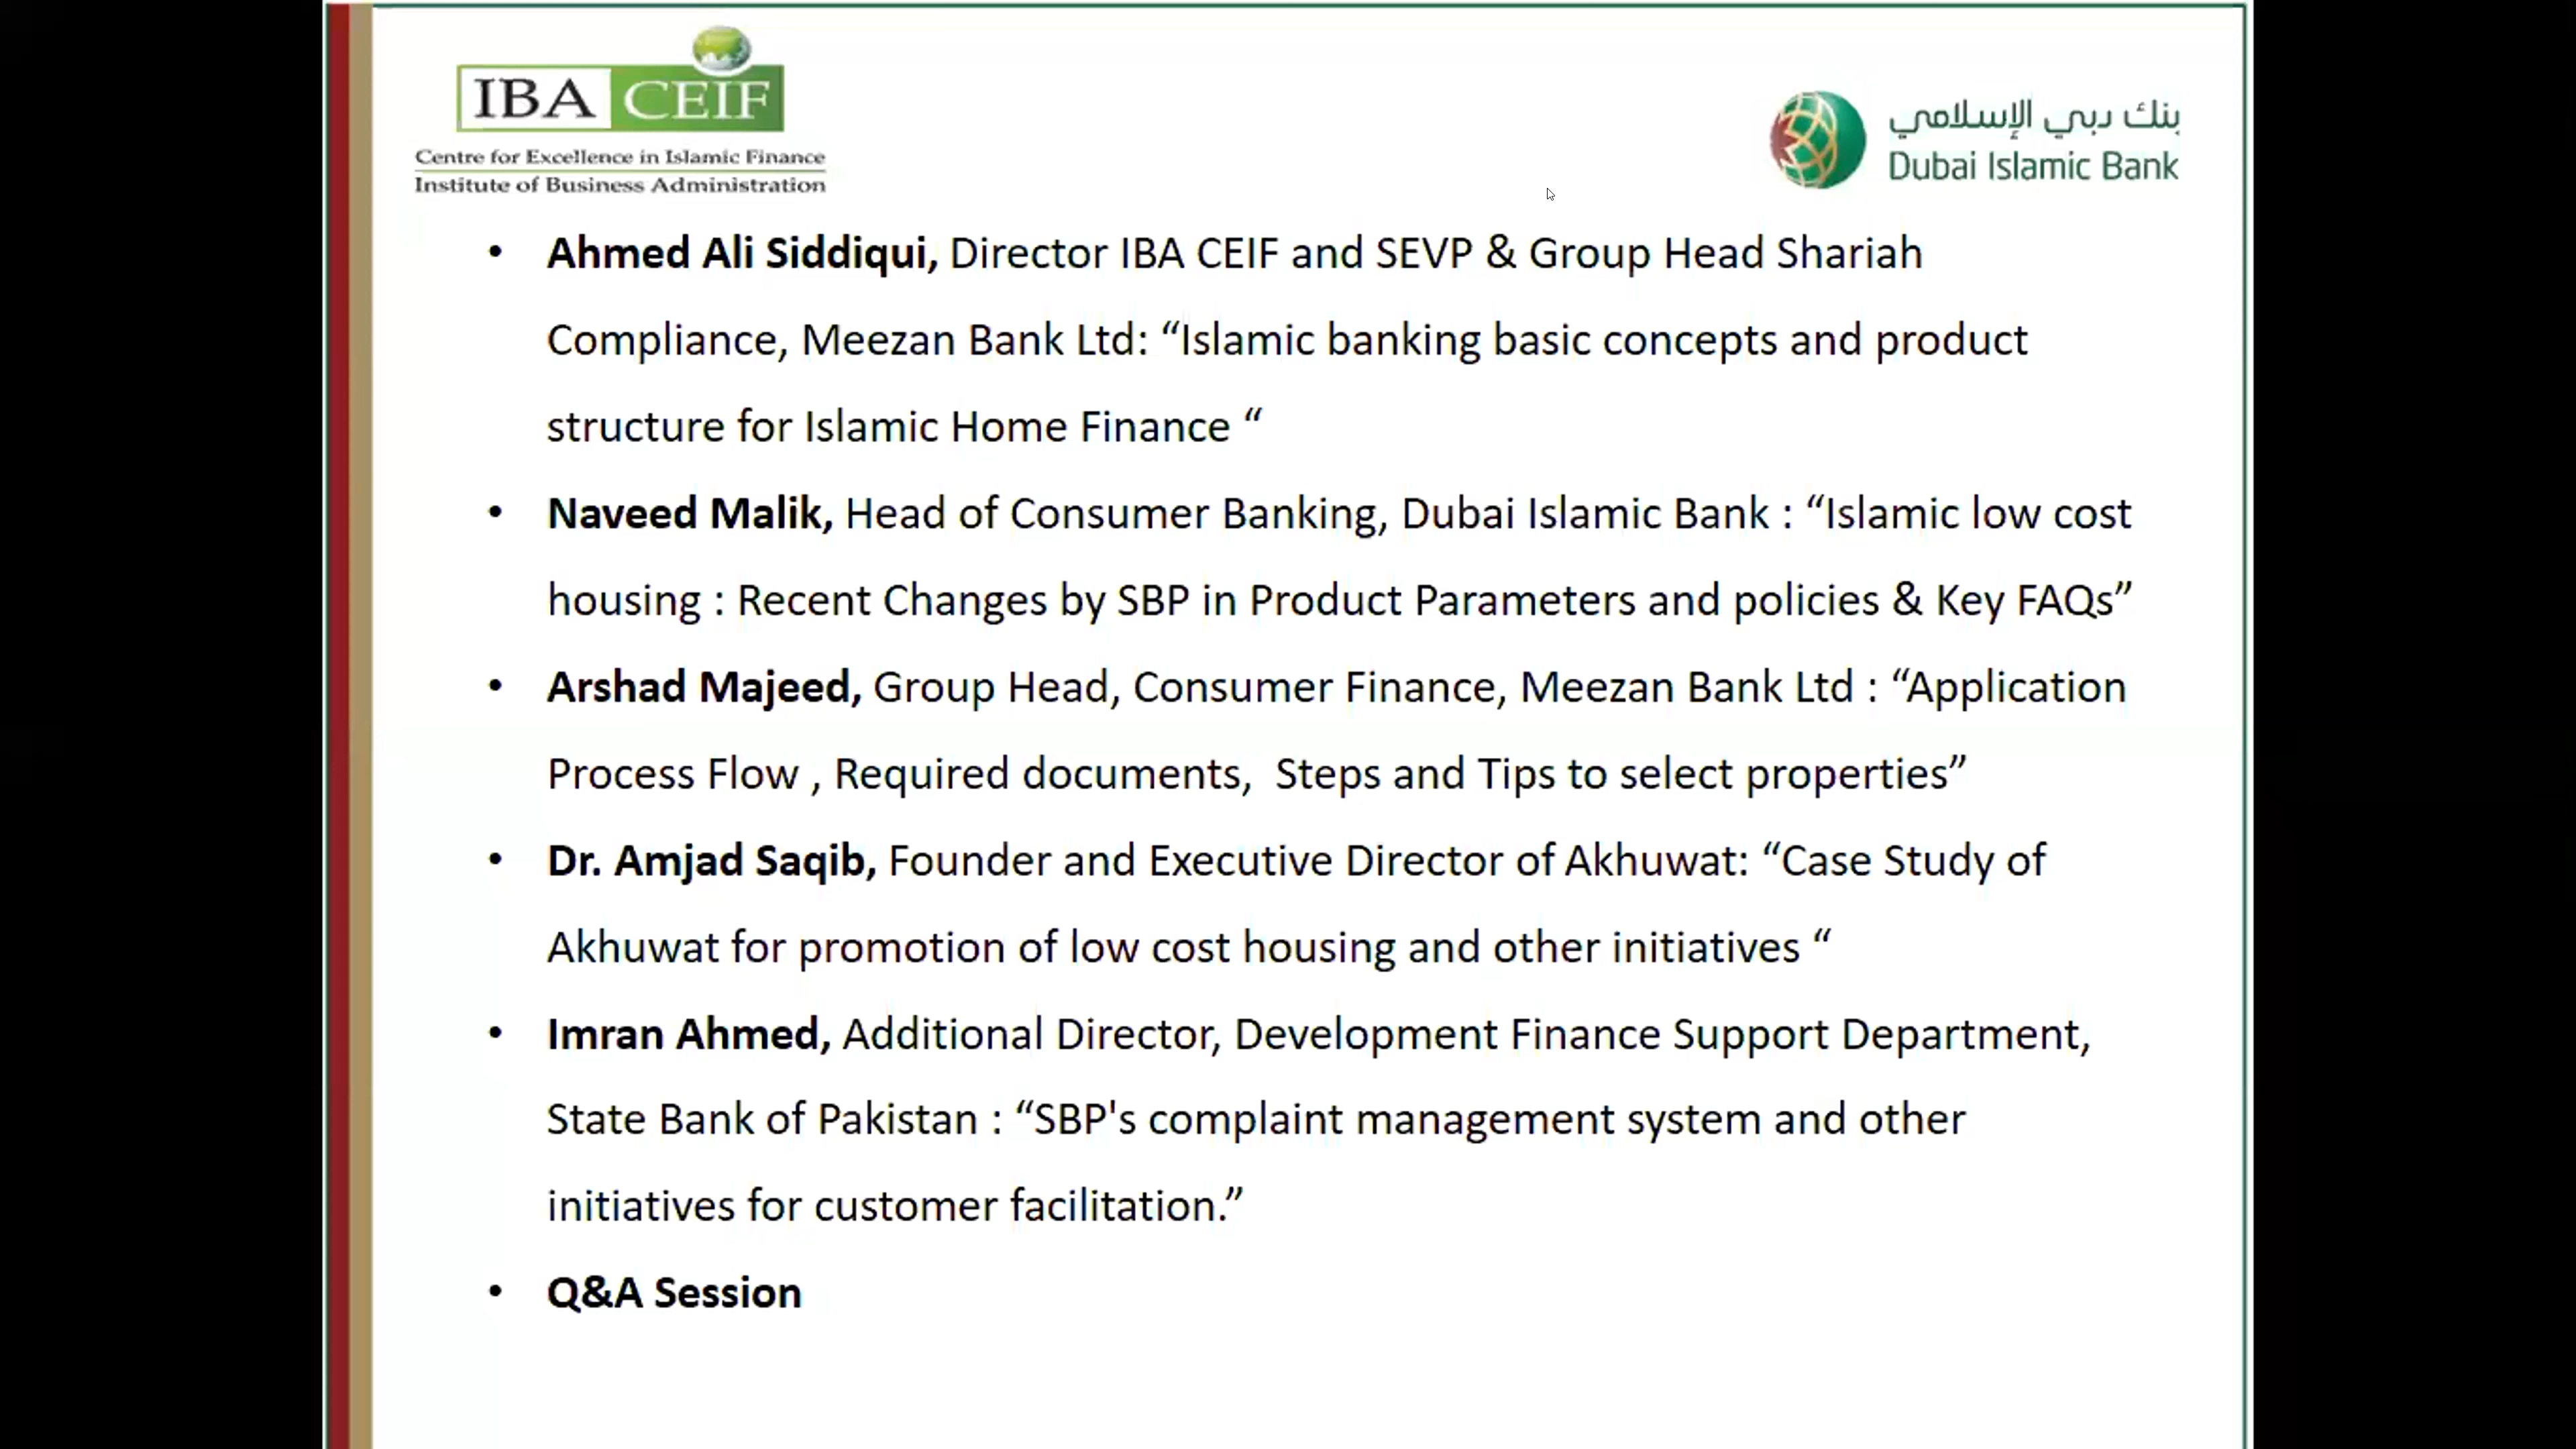 IBA CEIF
Centre for Excellence in Islamic Finance
Institute of Business Administration
بنك دبي الإسلامي
Dubai Islamic Bank
• Ahmed Ali Siddiqui, Director IBA CEIF and SEVP & Group Head Shariah
Compliance, Meezan Bank Ltd: “Islamic banking basic concepts and product
structure for Islamic Home Finance “
• Naveed Malik, Head of Consumer Banking, Dubai Islamic Bank : “Islamic low cost
housing : Recent Changes by SBP in Product Parameters and policies & Key FAQs”
• Arshad Majeed, Group Head, Consumer Finance, Meezan Bank Ltd : “Application
Process Flow , Required documents,  Steps and Tips to select properties”
• Dr. Amjad Saqib, Founder and Executive Director of Akhuwat: “Case Study of
Akhuwat for promotion of low cost housing and other initiatives “
• Imran Ahmed, Additional Director, Development Finance Support Department,
State Bank of Pakistan : “SBP's complaint management system and other
initiatives for customer facilitation.”
• Q&A Session